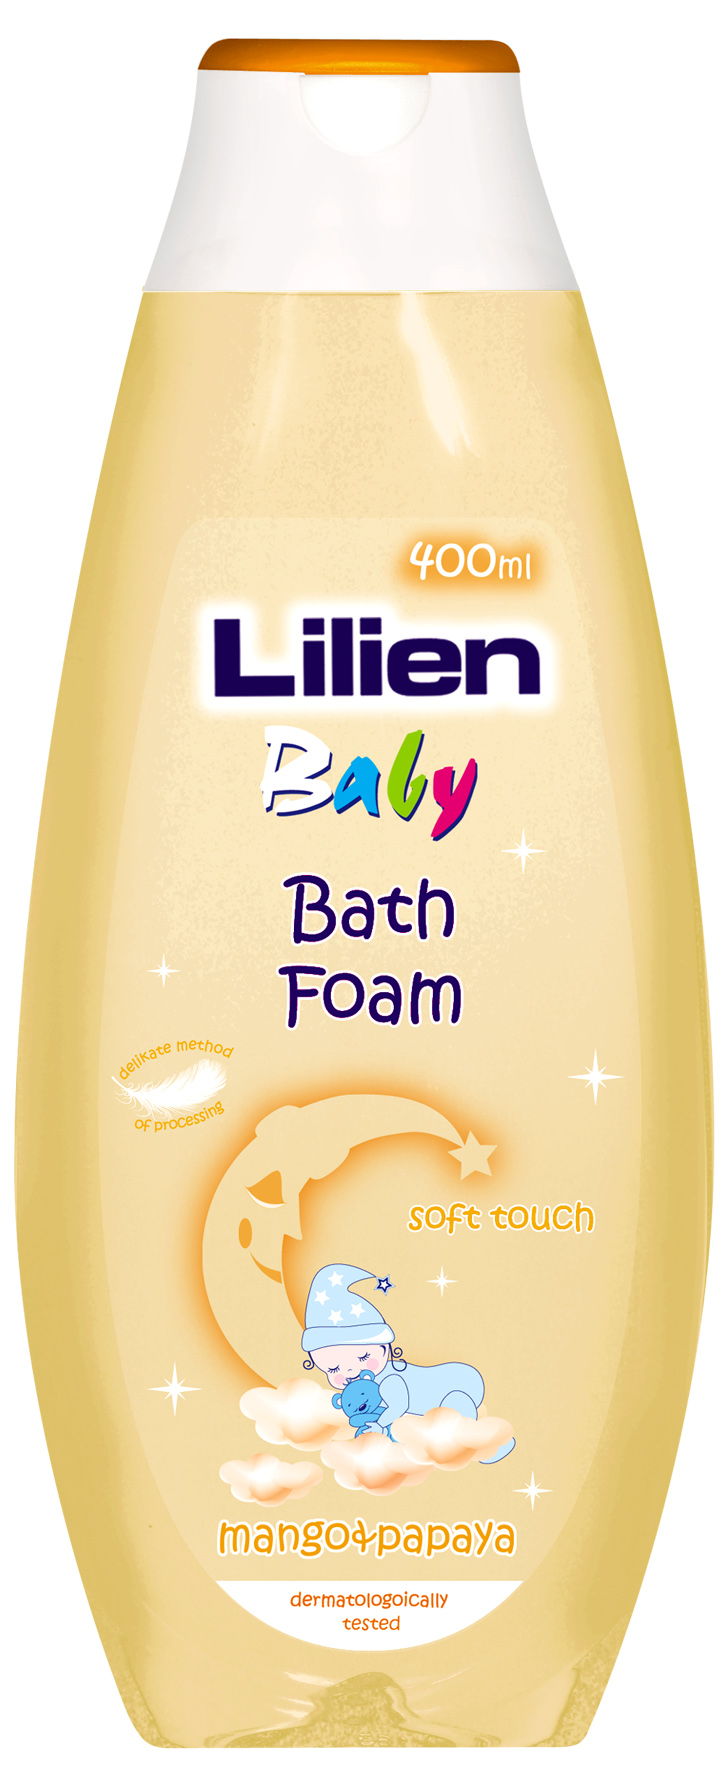 400ml
Lilien
Baby
Bath
Foam
delikate method
of processing
soft touch
mango&papaya
dermatologoically
tested